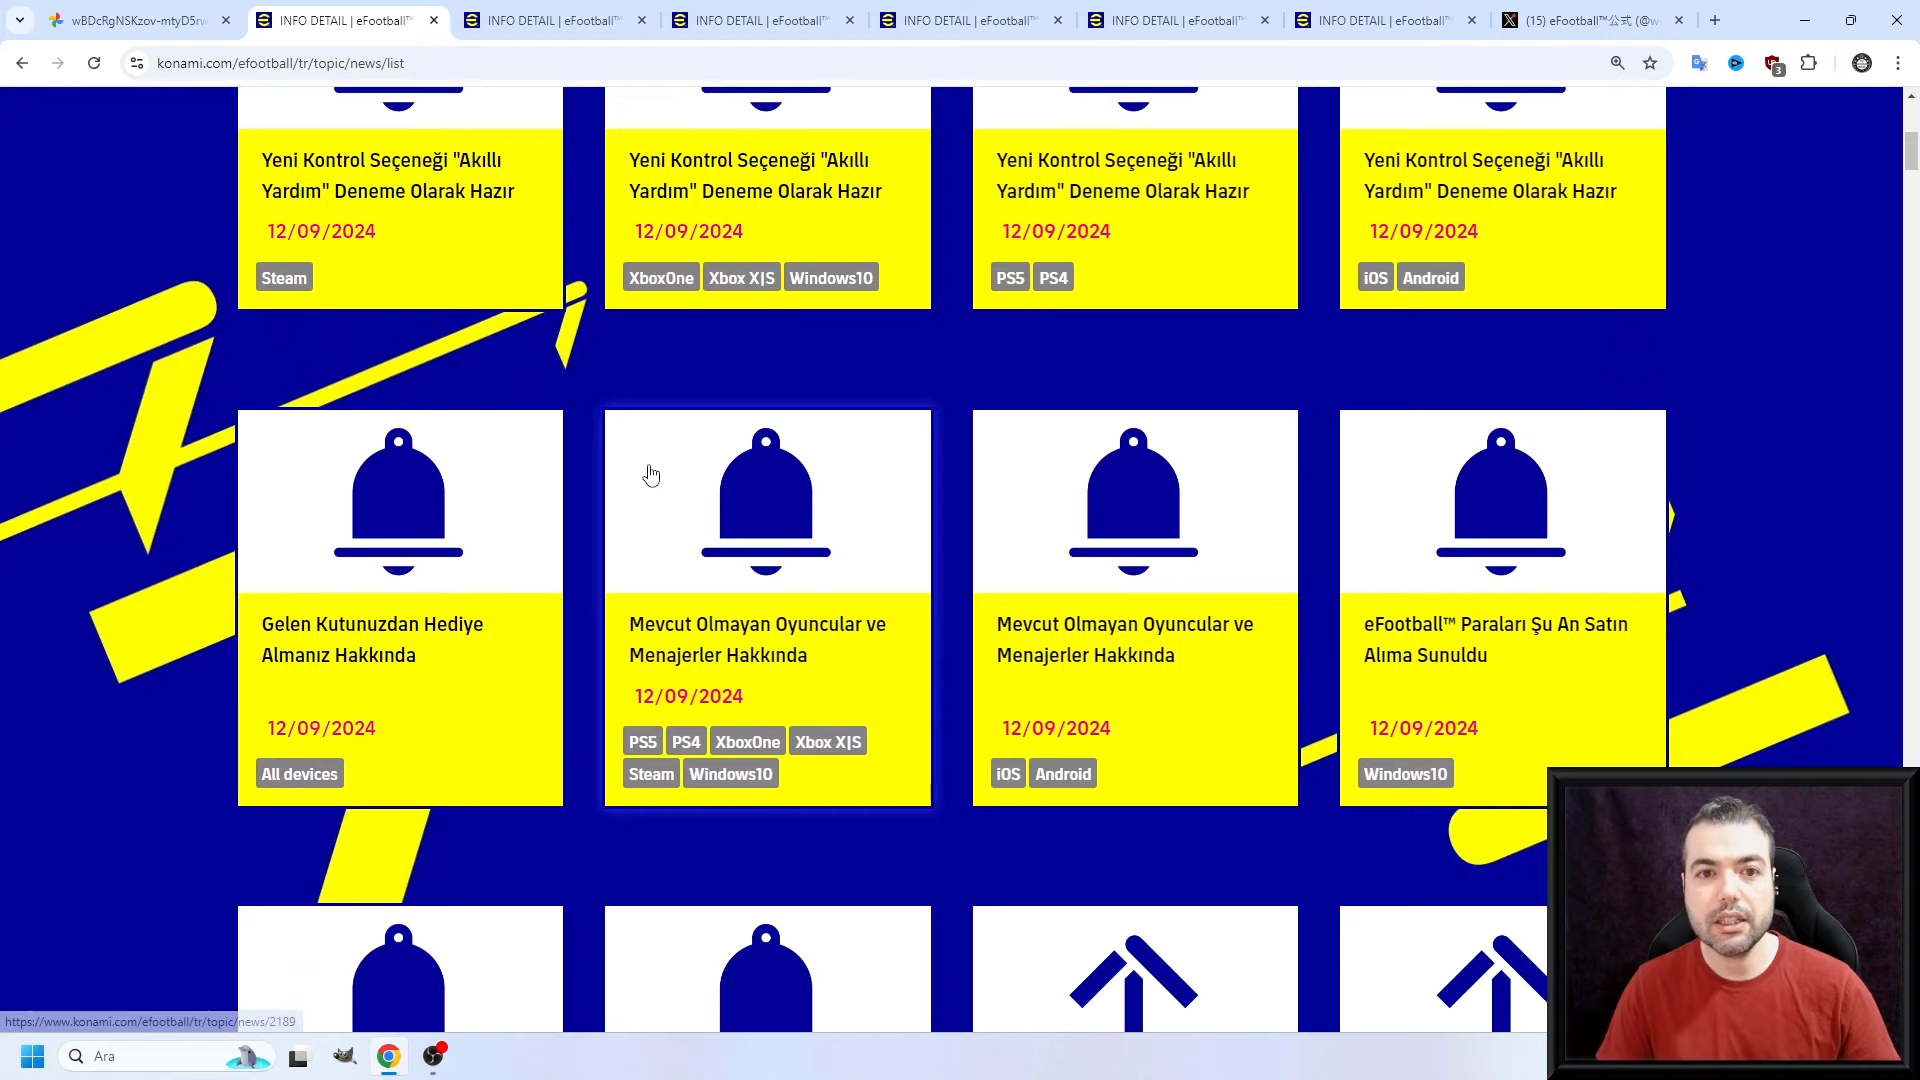 wBDcRgNSKzov-mtyD5rw
INFO DETAIL | eFootball™
INFO DETAIL | eFootball™
INFO DETAIL | eFootball™
INFO DETAIL | eFootball™
INFO DETAIL | eFootball™
INFO DETAIL | eFootball™
(15) eFootball™公式 (@w
konami.com/efootball/tr/topic/news/list
3
Yeni Kontrol Seçeneği "Akıllı
Yardım" Deneme Olarak Hazır
12/09/2024
Steam
Yeni Kontrol Seçeneği "Akıllı
Yardım" Deneme Olarak Hazır
12/09/2024
XboxOne Xbox X|S Windows10
Yeni Kontrol Seçeneği "Akıllı
Yardım" Deneme Olarak Hazır
12/09/2024
PS5 PS4
Yeni Kontrol Seçeneği "Akıllı
Yardım" Deneme Olarak Hazır
12/09/2024
iOS Android
Gelen Kutunuzdan Hediye
Almanız Hakkında
12/09/2024
All devices
Mevcut Olmayan Oyuncular ve
Menajerler Hakkında
12/09/2024
PS5 PS4 XboxOne Xbox X|S
Steam Windows10
Mevcut Olmayan Oyuncular ve
Menajerler Hakkında
12/09/2024
iOS Android
eFootball™ Paraları Şu An Satın
Alıma Sunuldu
12/09/2024
Windows10
https://www.konami.com/efootball/tr/topic/news/2189
Ara